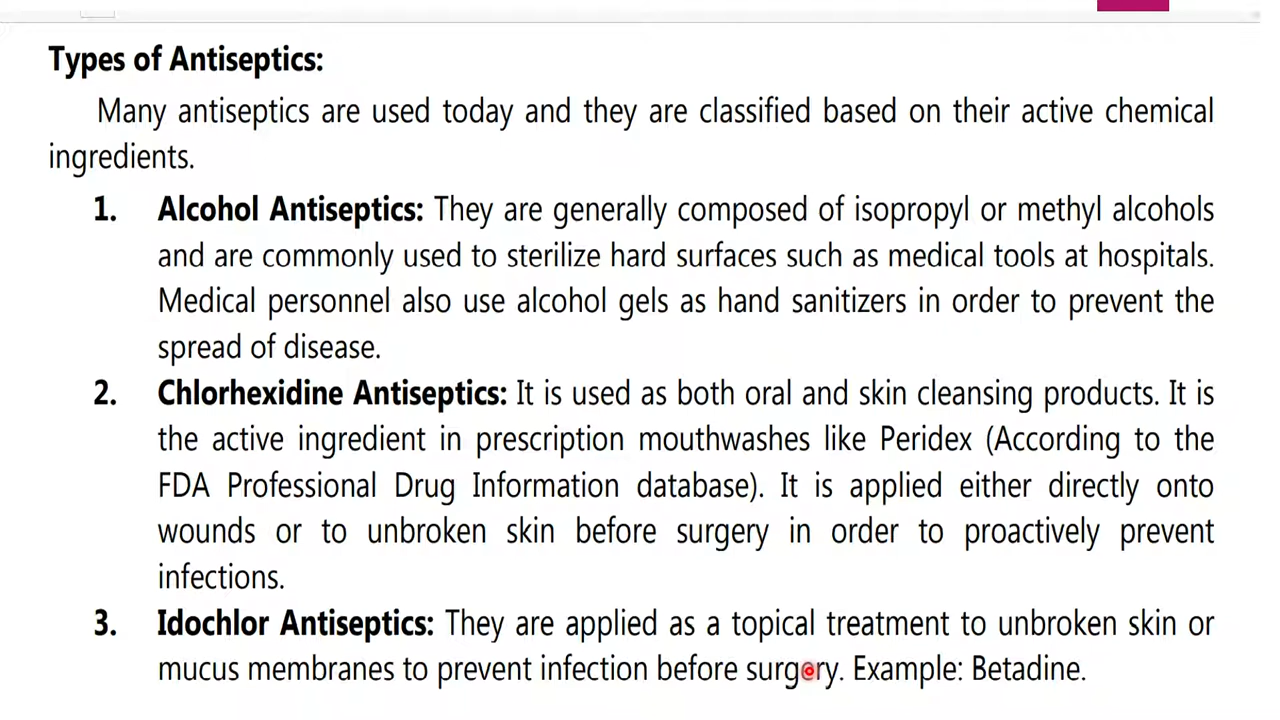 Types of Antiseptics:
Many antiseptics are used today and they are classified based on their active chemical
ingredients.
1. Alcohol Antiseptics: They are generally composed of isopropyl or methyl alcohols
and are commonly used to sterilize hard surfaces such as medical tools at hospitals.
Medical personnel also use alcohol gels as hand sanitizers in order to prevent the
spread of disease.
2. Chlorhexidine Antiseptics: It is used as both oral and skin cleansing products. It is
the active ingredient in prescription mouthwashes like Peridex (According to the
FDA Professional Drug Information database). It is applied either directly onto
wounds or to unbroken skin before surgery in order to proactively prevent
infections.
3. Idochlor Antiseptics: They are applied as a topical treatment to unbroken skin or
mucus membranes to prevent infection before surgery. Example: Betadine.